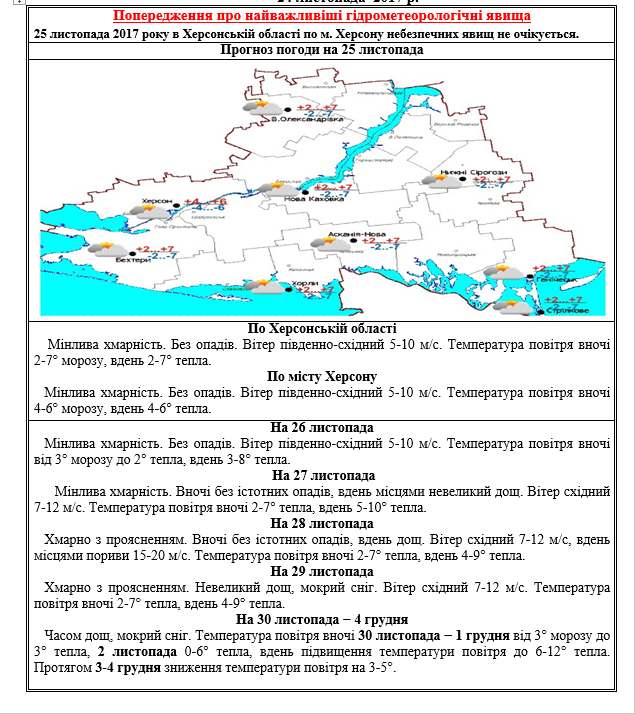 24 листопада 2017 р.
Попередження про найважливіші гідрометеорологічні явища
25 листопада 2017 року в Херсонській області по м. Херсону небезпечних явищ не очікується.
Прогноз погоди на 25 листопада
+2...+7
-2..-7
В.Олександрівка
Нижні Сірогози
+2...+7
-2...-7
Херсон
+4...+6
-4...-6
+2...+7
-2...-7
Нова Каховка
Асканія-Нова
+2...+7
-2...-7
+2...+7
-2...-7
Бехтери
+2...+7
-2...-7
Генічеськ
Хорли
+2...+7
-2...-7
+2...+7
-2...-7
Стрілкове
По Херсонській області
Мінлива хмарність. Без опадів. Вітер південно-східний 5-10 м/с. Температура повітря вночі
2-7° морозу, вдень 2-7° тепла.
По місту Херсону
Мінлива хмарність. Без опадів. Вітер південно-східний 5-10 м/с. Температура повітря вночі
4-6° морозу, вдень 4-6° тепла.
На 26 листопада
Мінлива хмарність. Без опадів. Вітер південно-східний 5-10 м/с. Температура повітря вночі
від 3° морозу до 2° тепла, вдень 3-8° тепла.
На 27 листопада
Мінлива хмарність. Вночі без істотних опадів, вдень місцями невеликий дощ. Вітер східний
7-12 м/с. Температура повітря вночі 2-7° тепла, вдень 5-10° тепла.
На 28 листопада
Хмарно з проясненням. Вночі без істотних опадів, вдень дощ. Вітер східний 7-12 м/с, вдень
місцями пориви 15-20 м/с. Температура повітря вночі 2-7° тепла, вдень 4-9° тепла.
На 29 листопада
Хмарно з проясненням. Невеликий дощ, мокрий сніг. Вітер східний 7-12 м/с. Температура
повітря вночі 2-7° тепла, вдень 4-9° тепла.
На 30 листопада – 4 грудня
Часом дощ, мокрий сніг. Температура повітря вночі 30 листопада – 1 грудня від 3° морозу до
3° тепла, 2 листопада 0-6° тепла, вдень підвищення температури повітря до 6-12° тепла.
Протягом 3-4 грудня зниження температури повітря на 3-5°.